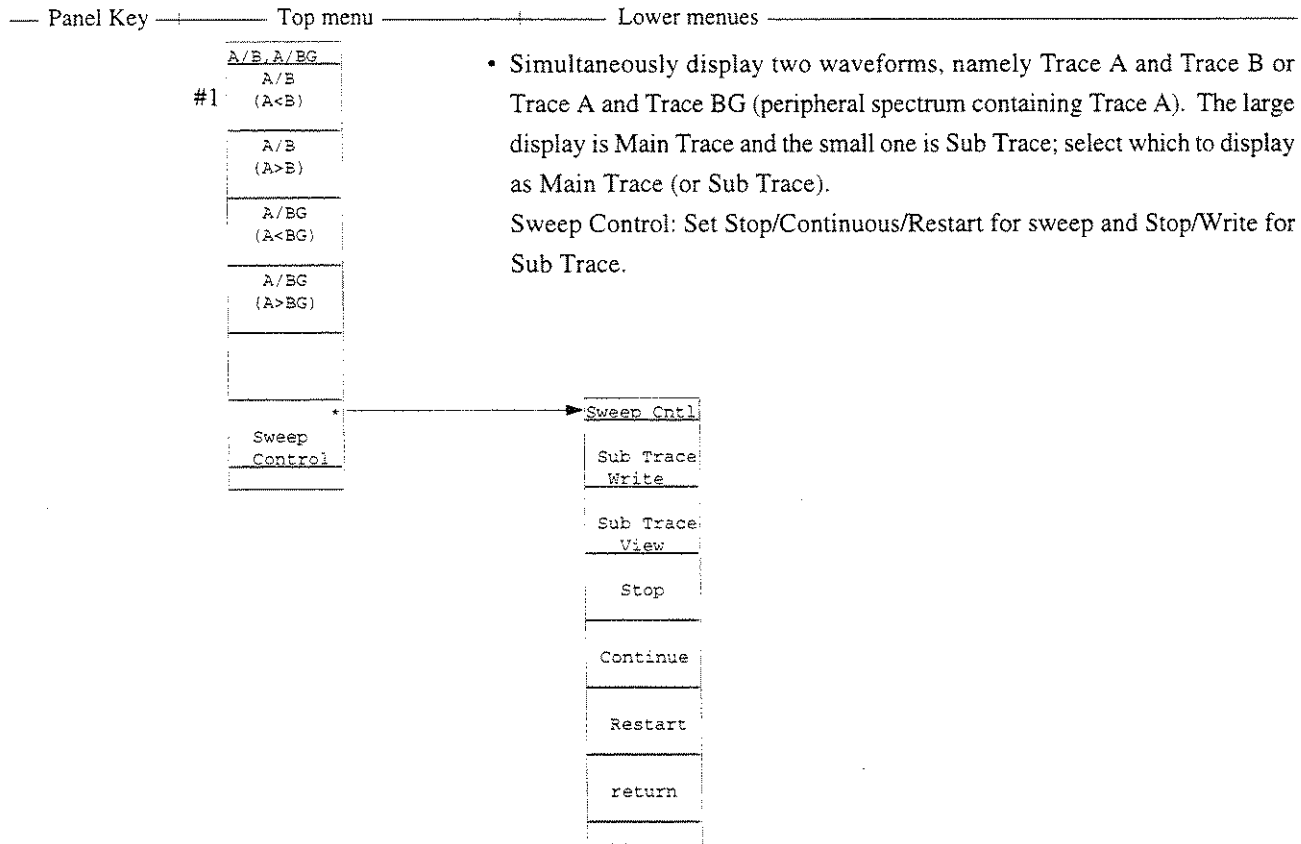 Panel Key Top menu Lower menues
A/B,A/BG
#1 A/B
(A<B)
A/B
(A>B)
A/BG
(A<BG)
A/BG
(A>BG)
*
Sweep
Control
• Simultaneously display two waveforms, namely Trace A and Trace B or
Trace A and Trace BG (peripheral spectrum containing Trace A). The large
display is Main Trace and the small one is Sub Trace; select which to display
as Main Trace (or Sub Trace).
Sweep Control: Set Stop/Continuous/Restart for sweep and Stop/Write for
Sub Trace.
Sweep Cntl
Sub Trace
Write
Sub Trace
View
Stop
Continue
Restart
return